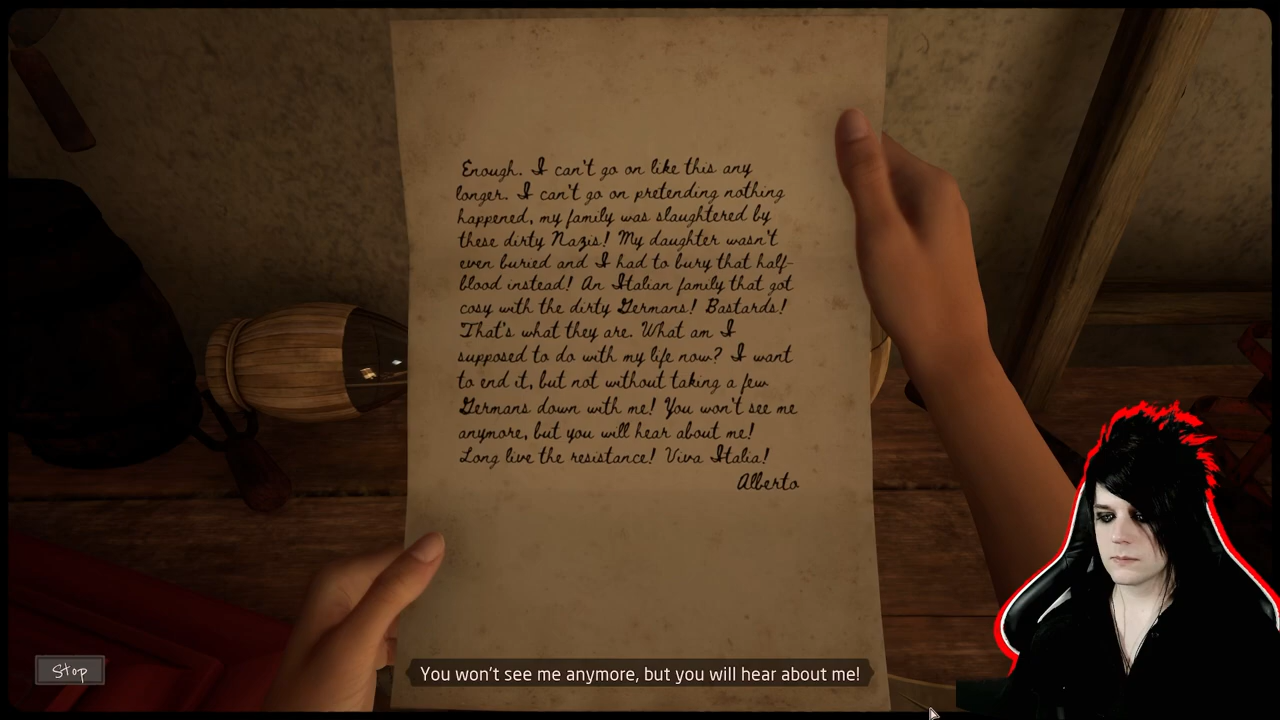 Enough. I can't go on like this any
longer. I can't go on pretending nothing
happened, my family was slaughtered by
these dirty Nazis! My daughter wasn't
even buried and I had to bury that half-
blood instead! An Italian family that got
cosy with the dirty Germans! Bastards!
That's what they are. What am I
supposed to do with my life now? I want
to end it, but not without taking a few
Germans down with me! You won't see me
anymore, but you will hear about me!
Long live the resistance! Viva Italia!
Alberto
Stop
You won't see me anymore, but you will hear about me!